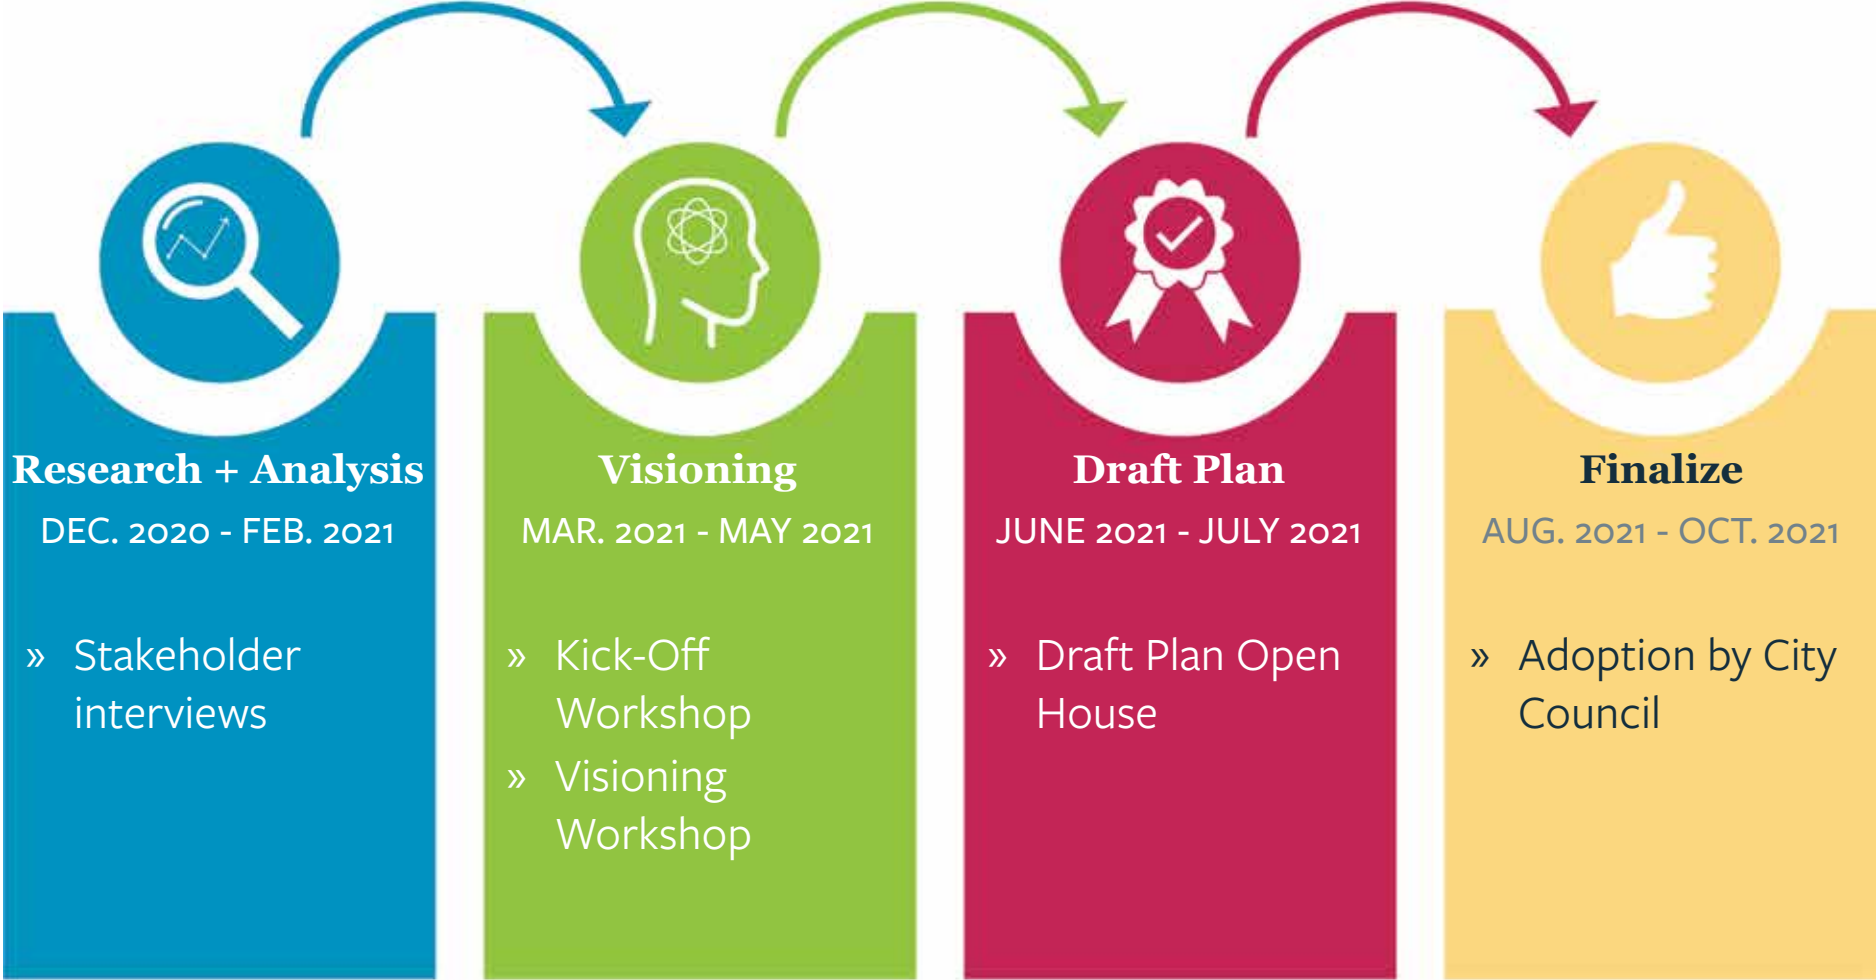 Research + Analysis
DEC. 2020 - FEB. 2021
» Stakeholder
interviews
Visioning
MAR. 2021 - MAY 2021
» Kick-Off
Workshop
» Visioning
Workshop
Draft Plan
JUNE 2021 - JULY 2021
» Draft Plan Open
House
Finalize
AUG. 2021 - OCT. 2021
» Adoption by City
Council